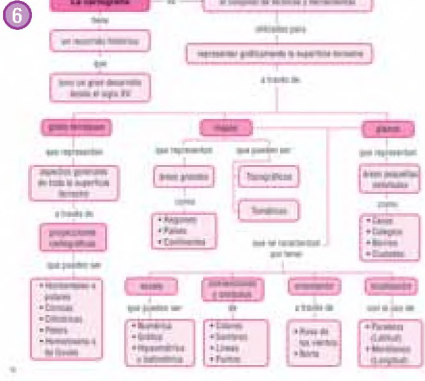 6
La cartografía
es
el conjunto de técnicas y herramientas
tiene
utilizadas para
un recorrido histórico
representar gráficamente la superficie terrestre
que
tuvo un gran desarrollo
desde el siglo XV
a través de
globo terráqueo
mapas
planos
que representan
que representan
que pueden ser
que representan
aspectos generales
de toda la superficie
terrestre
áreas grandes
Topográficos
áreas pequeñas
detalladas
a través de
como
Temáticos
como
proyecciones
cartográficas
• Regiones
• Países
• Continentes
• Casas
• Colegios
• Barrios
• Ciudades
que se caracterizan
por tener
que pueden ser
escala
convenciones
y símbolos
orientación
localización
que pueden ser
de
a través de
con el uso de
polares
• Cónicas
• Cilíndricas
• Peters
de Goode
• Numérica
• Gráfica
• Colores
• Sombras
• Líneas
• Puntos
• Rosa de
los vientos
• Norte
• Paralelos
(Latitud)
• Meridianos
(Longitud)